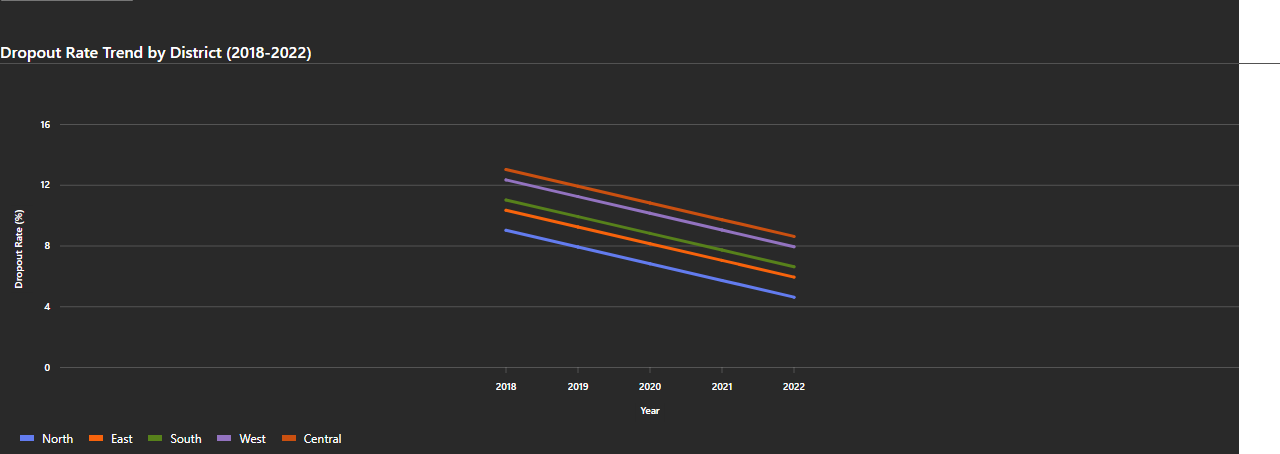 Dropout Rate Trend by District (2018-2022)
16
12
8
4
0
Dropout Rate (%)
2018 2019 2020 2021 2022
Year
North East South West Central